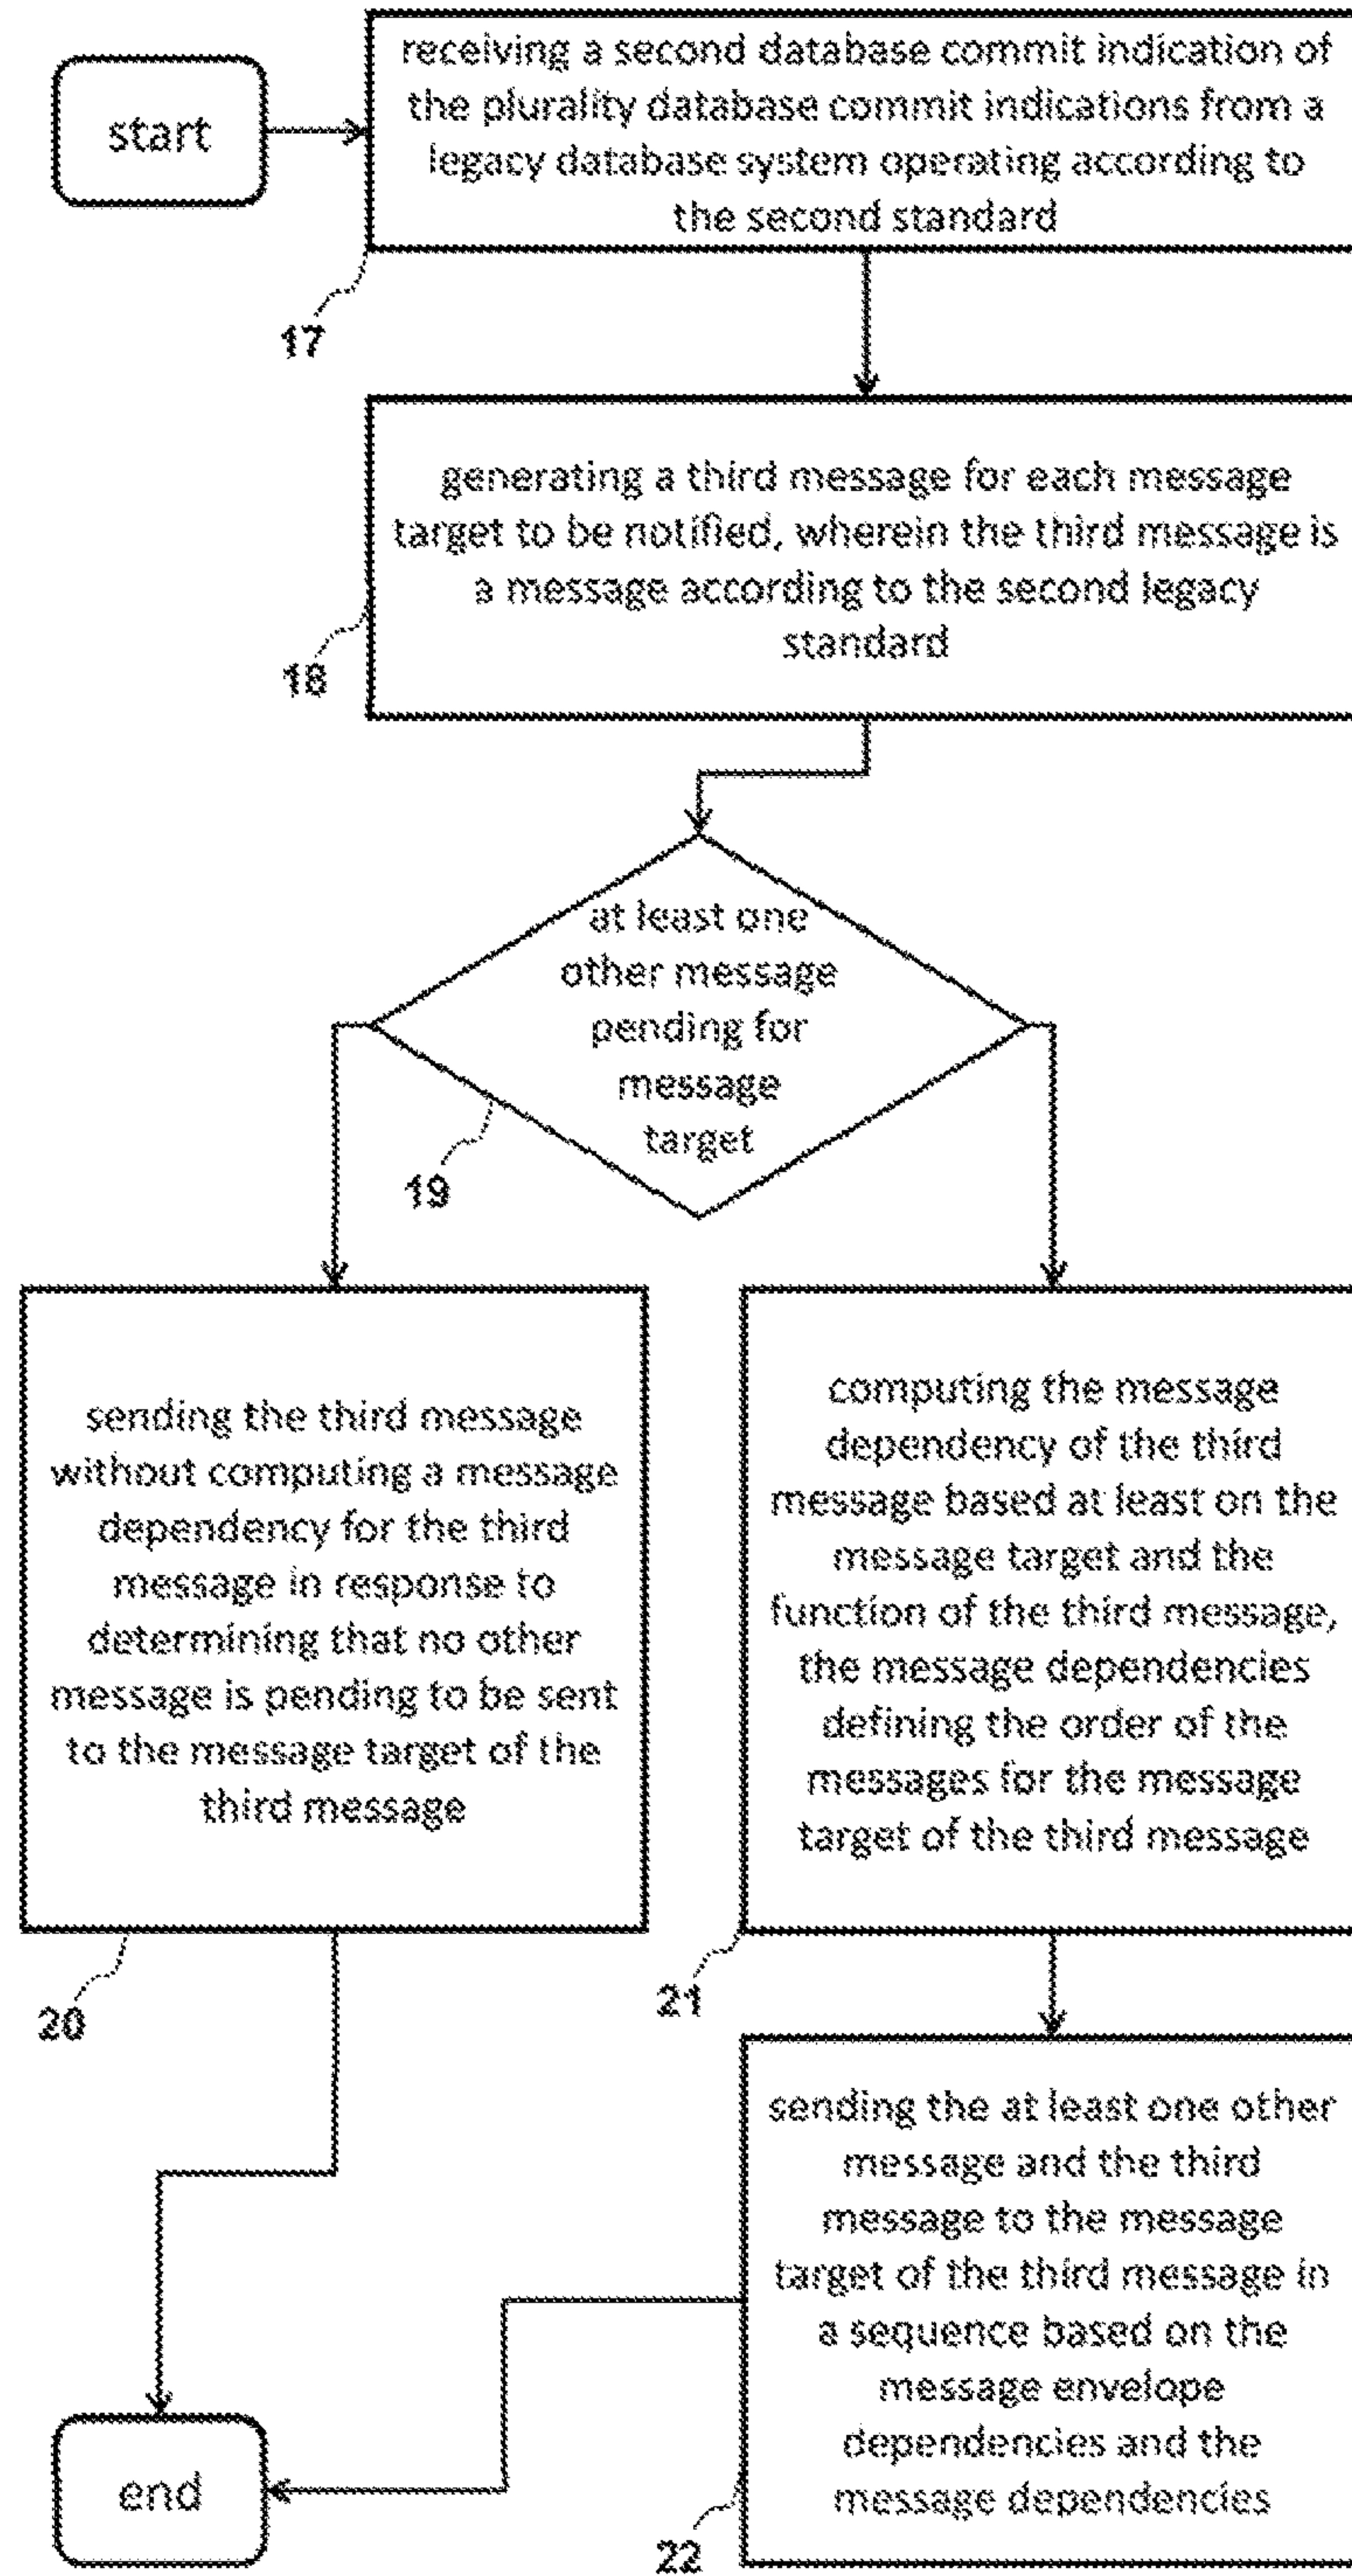 start
receiving a second database commit indication of
the plurality database commit indications from a
legacy database system operating according to
the second standard
17
generating a third message for each message
target to be notified, wherein the third message is
a message according to the second legacy
standard
18
at least one
other message
pending for
message
target
19
sending the third message
without computing a message
dependency for the third
message in response to
determining that no other
message is pending to be sent
to the message target of the
third message
20
computing the message
dependency of the third
message based at least on the
message target and the
function of the third message,
the message dependencies
defining the order of the
messages for the message
target of the third message
21
sending the at least one other
message and the third
message to the message
target of the third message in
a sequence based on the
message envelope
dependencies and the
message dependencies
22
end